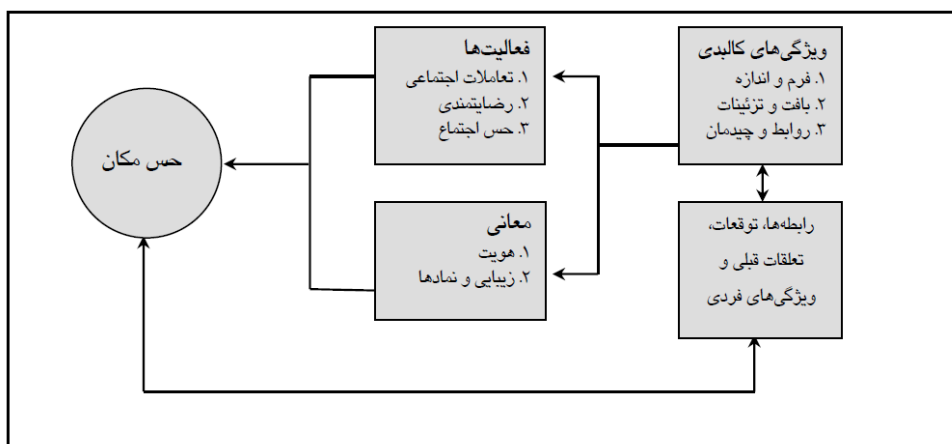 ویژگی‌های کالبدی
۱. فرم و اندازه
۲. بافت و تزئینات
۳. روابط و چیدمان
رابطه‌ها، توقعات،
تعلقات قبلی و
ویژگی‌های فردی
فعالیت‌ها
۱. تعاملات اجتماعی
۲. رضایتمندی
۳. حس اجتماع
معانی
۱. هویت
۲. زیبایی و نمادها
حس مکان